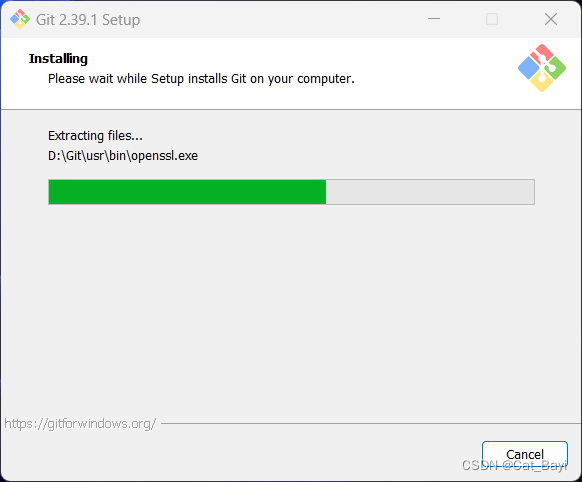 Git 2.39.1 Setup
Installing
Please wait while Setup installs Git on your computer.
Extracting files...
D:\Git\usr\bin\openssl.exe
https://gitforwindows.org/
Cancel
CSDN @Cat_Bayi